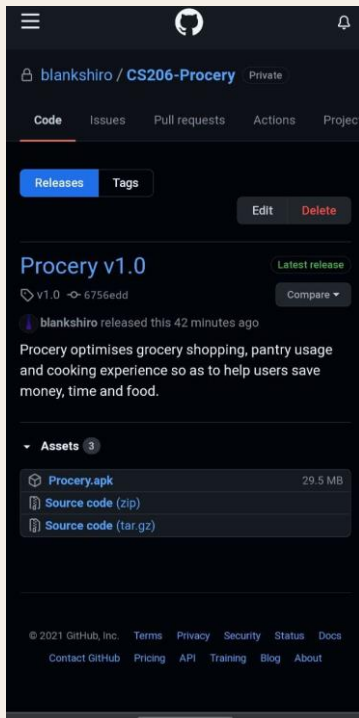 blankshiro / CS206-Procery Private
Code Issues Pull requests Actions Projec
Releases Tags
Edit Delete
Procery v1.0 Latest release
v1.0 6756edd Compare
blankshiro released this 42 minutes ago
Procery optimises grocery shopping, pantry usage
and cooking experience so as to help users save
money, time and food.
Assets 3
Procery.apk 29.5 MB
Source code (zip)
Source code (tar.gz)
© 2021 GitHub, Inc. Terms Privacy Security Status Docs
Contact GitHub Pricing API Training Blog About